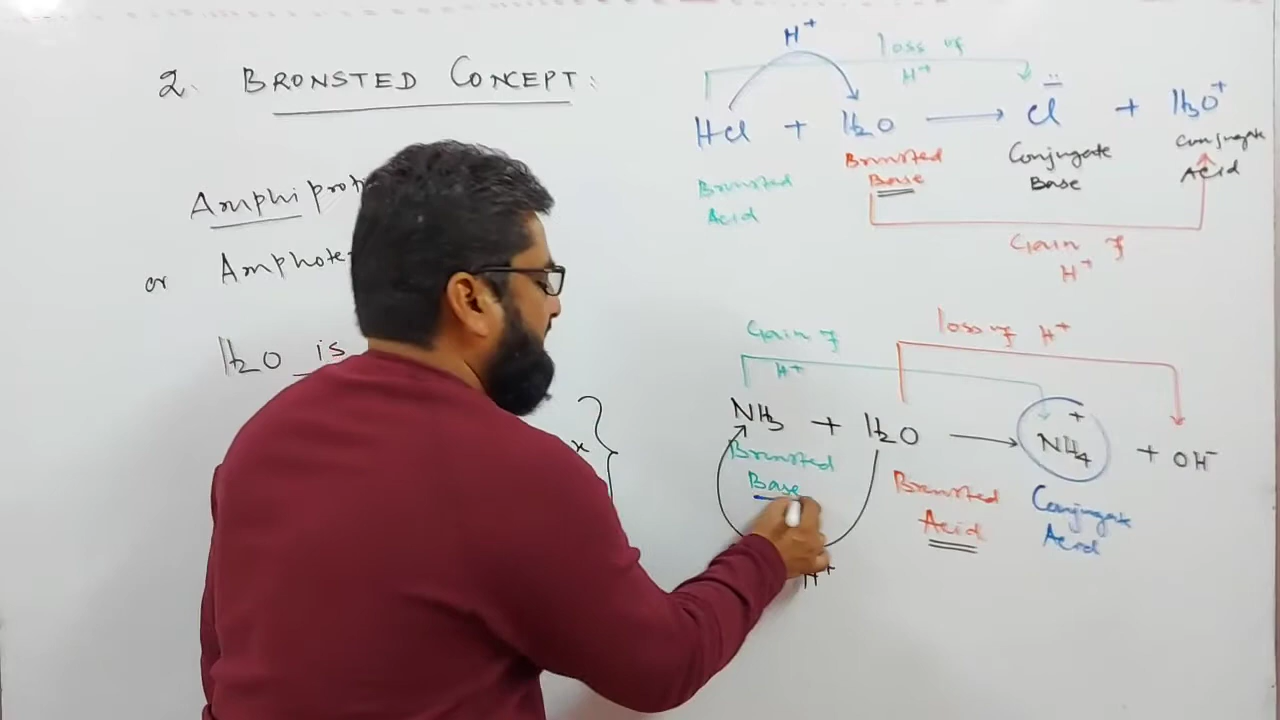 2. BRONSTED CONCEPT:
Amphiprot
or Amphote
H2O is
x
H+
loss of
H+
HCl + H2O ⟶ Cl⁻ + H3O+
Bronsted Acid
Bronsted Base
Conjugate Base
Conjugate Acid
Gain of
H+
Gain of
H+
loss of H+
NH3 + H2O ⟶ NH4+ + OH-
Bronsted Base
Bronsted Acid
Conjugate Acid
H+